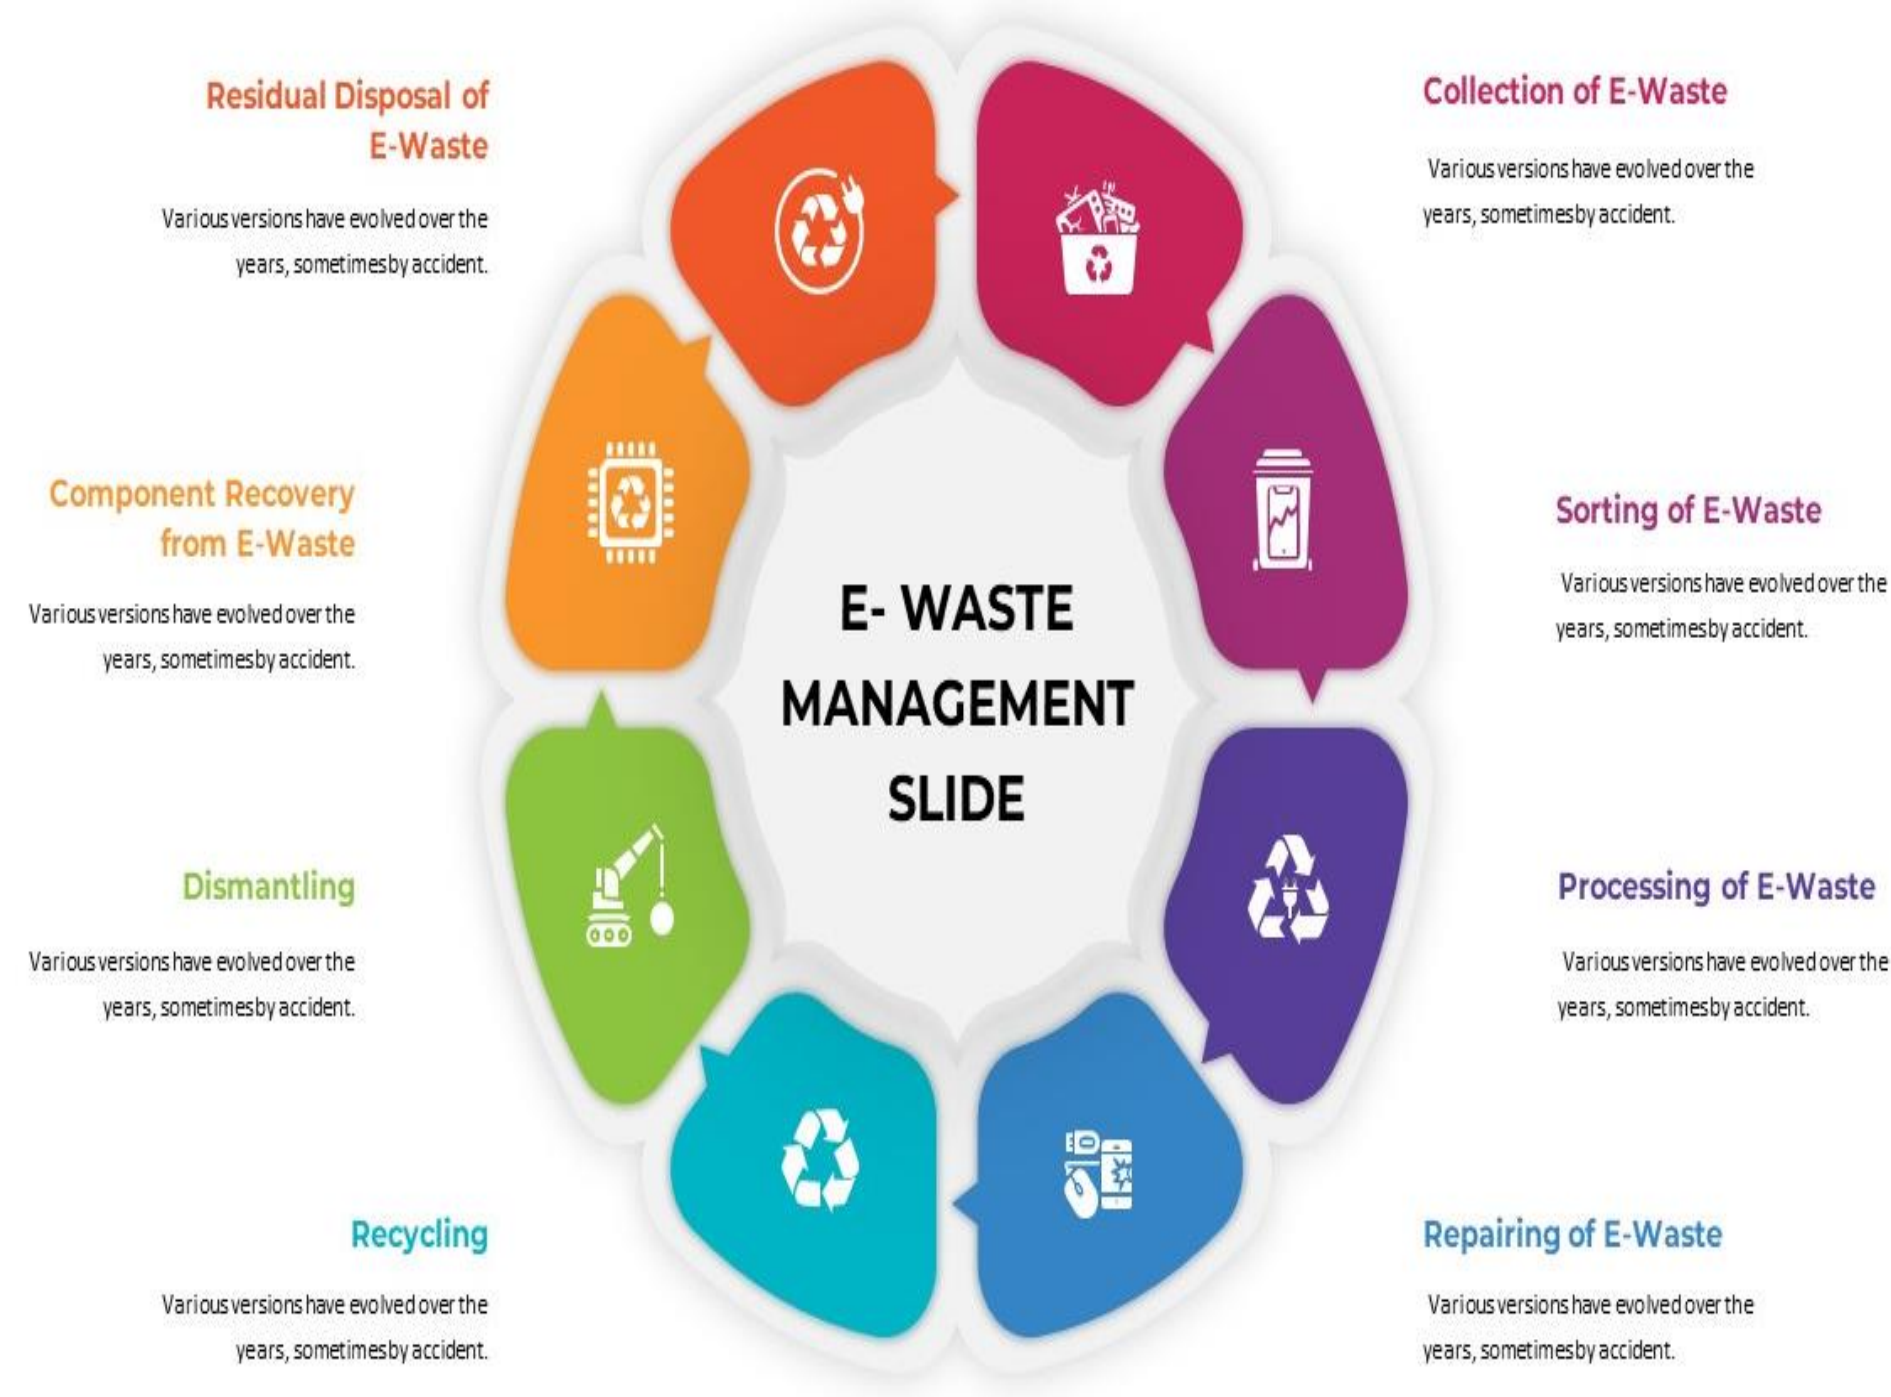 E- WASTE
MANAGEMENT
SLIDE
Collection of E-Waste
Various versions have evolved over the
years, sometimes by accident.
Sorting of E-Waste
Various versions have evolved over the
years, sometimes by accident.
Processing of E-Waste
Various versions have evolved over the
years, sometimes by accident.
Repairing of E-Waste
Various versions have evolved over the
years, sometimes by accident.
Recycling
Various versions have evolved over the
years, sometimes by accident.
Dismantling
Various versions have evolved over the
years, sometimes by accident.
Component Recovery
from E-Waste
Various versions have evolved over the
years, sometimes by accident.
Residual Disposal of
E-Waste
Various versions have evolved over the
years, sometimes by accident.